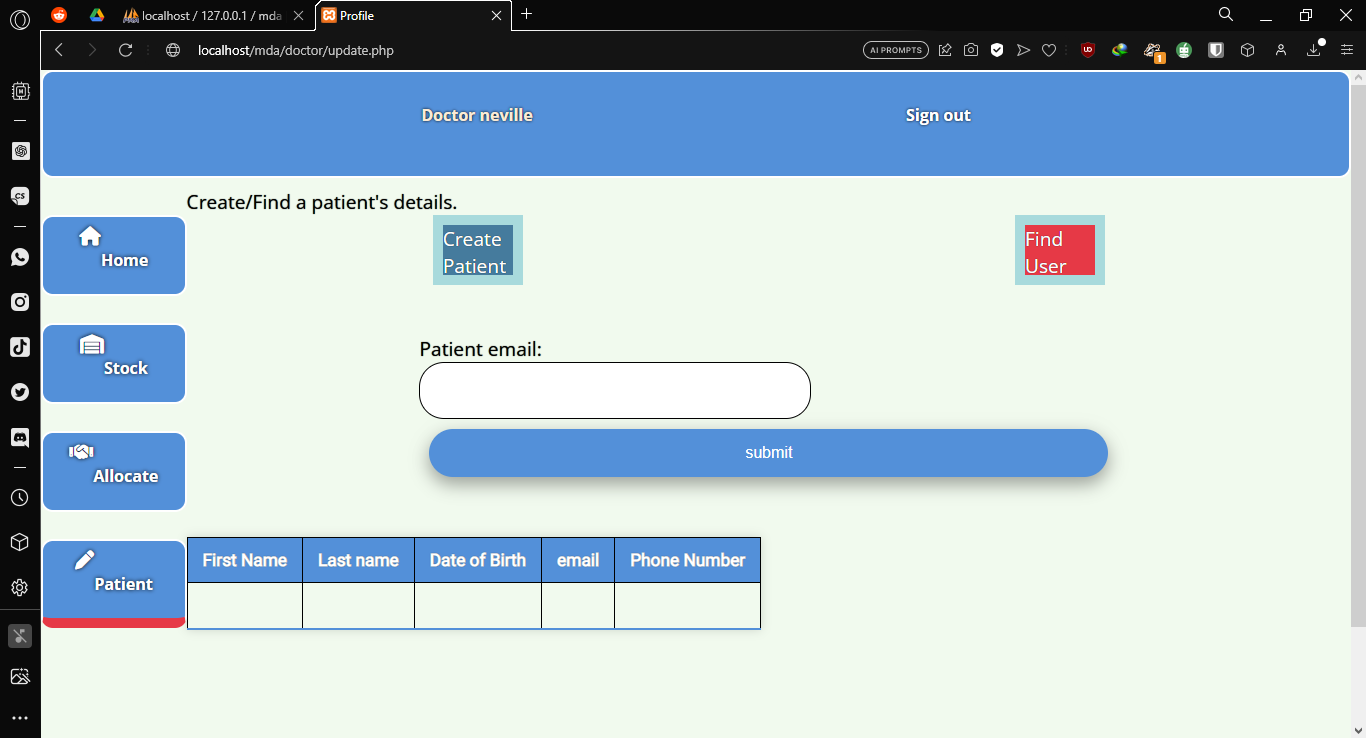 localhost / 127.0.0.1 / mda
Profile
localhost/mda/doctor/update.php
AI PROMPTS
1
Doctor neville
Sign out
Create/Find a patient's details.
Home
Create
Patient
Find
User
Stock
Patient email:
submit
Allocate
Patient
First Name
Last name
Date of Birth
email
Phone Number